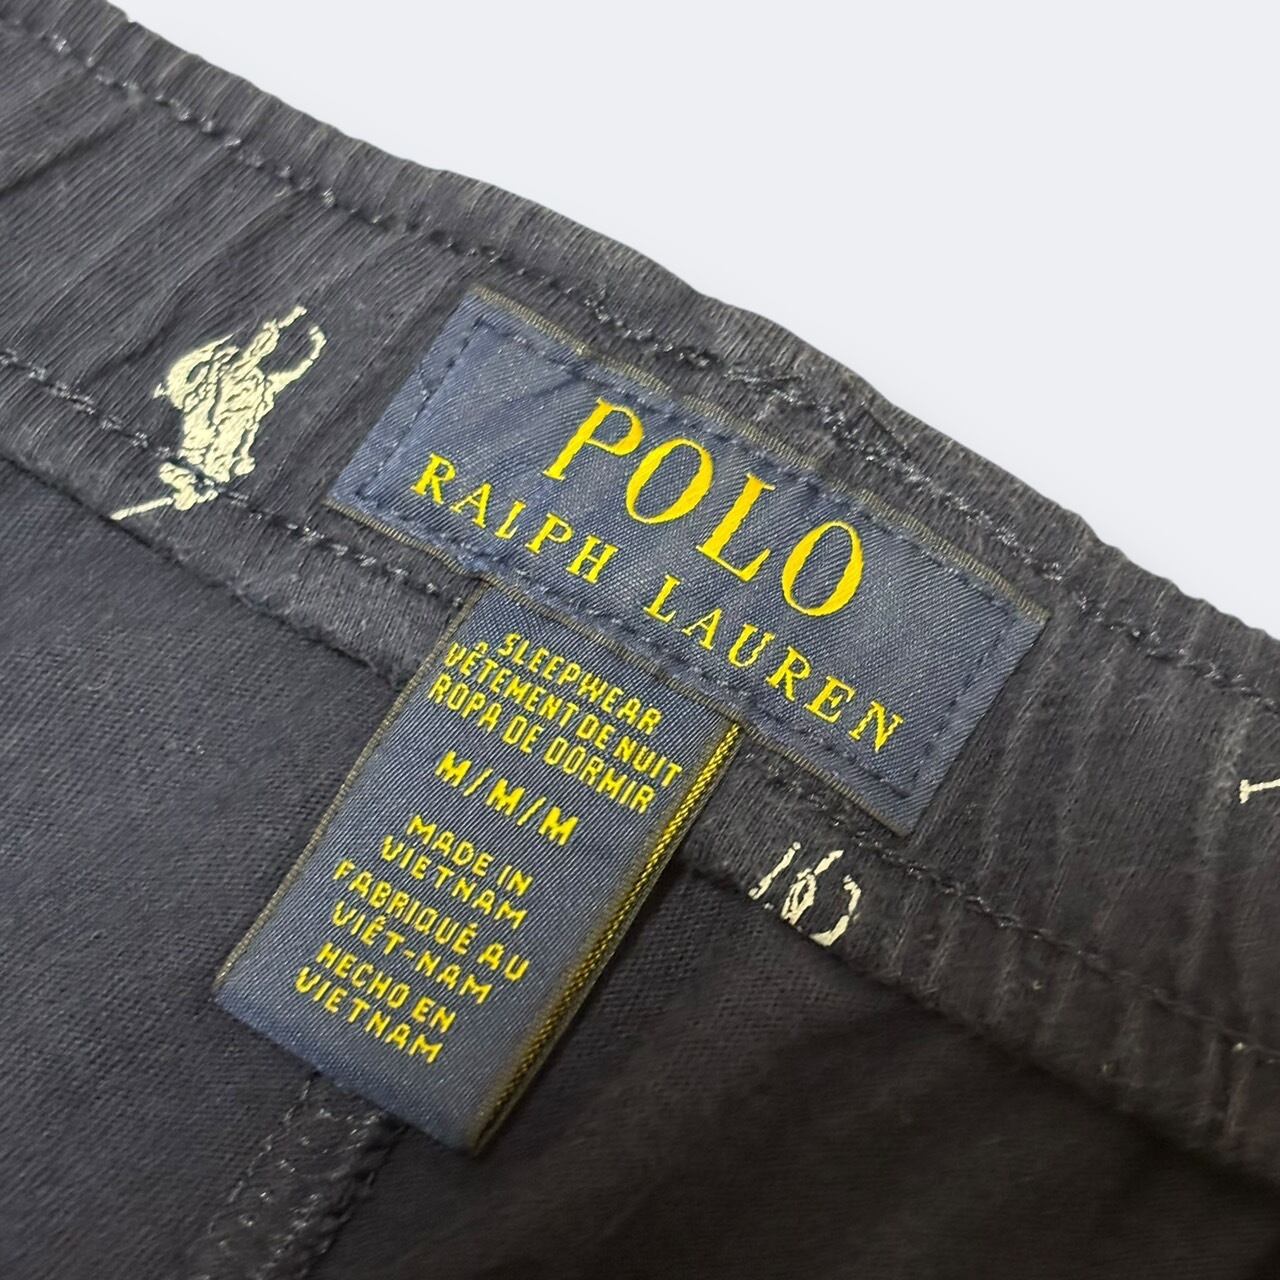 POLO
RALPH LAUREN
SLEEPWEAR
VÊTEMENT DE NUIT
ROPA DE DORMIR
M/M/M
MADE IN
VIETNAM
FABRIQUÉ AU
VIÊT-NAM
HECHO EN
VIETNAM